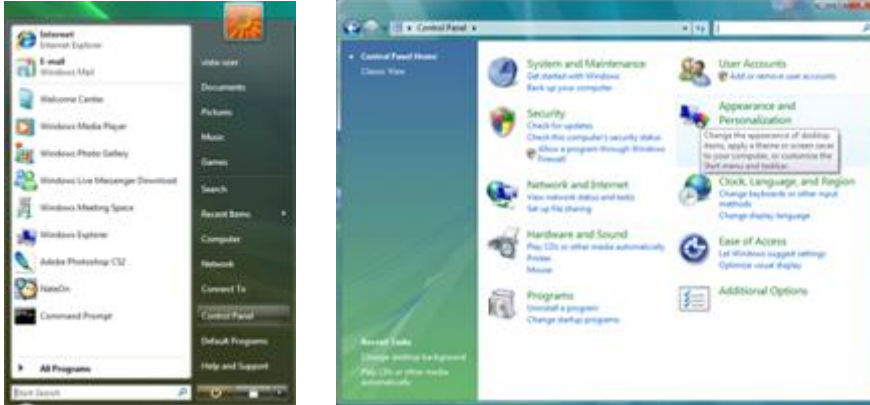 Internet
Internet Explorer
E-mail
Windows Mail
Welcome Center
Windows Media Player
Windows Photo Gallery
Windows Live Messenger Download
Windows Meeting Space
Windows Explorer
Adobe Photoshop CS2
NateOn
Command Prompt
All Programs
Start Search
vista user
Documents
Pictures
Music
Games
Search
Recent Items
Computer
Network
Connect To
Control Panel
Default Programs
Help and Support
Control Panel
Control Panel Home
Classic View
System and Maintenance
Get started with Windows
Back up your computer
Security
Check for updates
Check this computer's security status
Allow a program through Windows
Firewall
Network and Internet
View network status and tasks
Set up file sharing
Hardware and Sound
Play CDs or other media automatically
Printer
Mouse
Programs
Uninstall a program
Change startup programs
User Accounts
Add or remove user accounts
Appearance and
Personalization
Change the appearance of desktop
items, apply a theme or screen saver
to your computer, or customize the
Start menu and taskbar.
Clock, Language, and Region
Change keyboards or other input
methods
Change display language
Ease of Access
Let Windows suggest settings
Optimize visual display
Additional Options
Recent Tasks
Change desktop background
Play CDs or other media
automatically